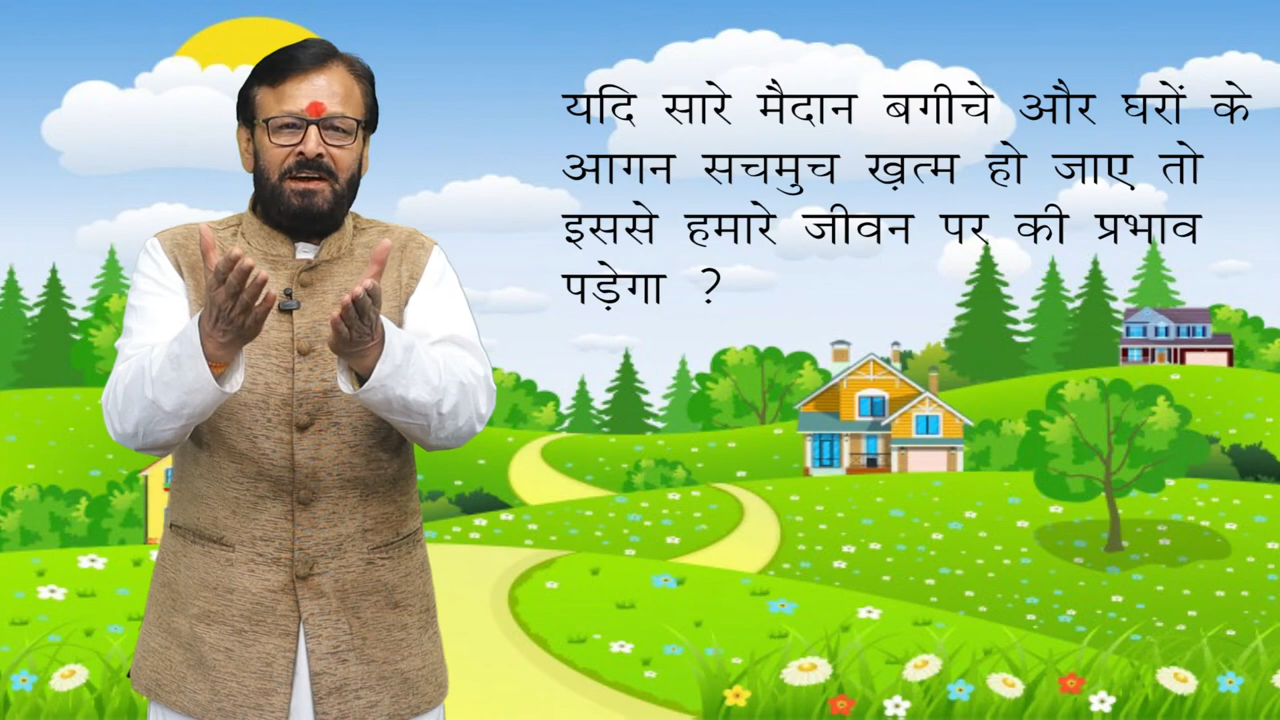 यदि सारे मैदान बगीचे और घरों के
आगन सचमुच ख़त्म हो जाए तो
इससे हमारे जीवन पर की प्रभाव
पड़ेगा ?